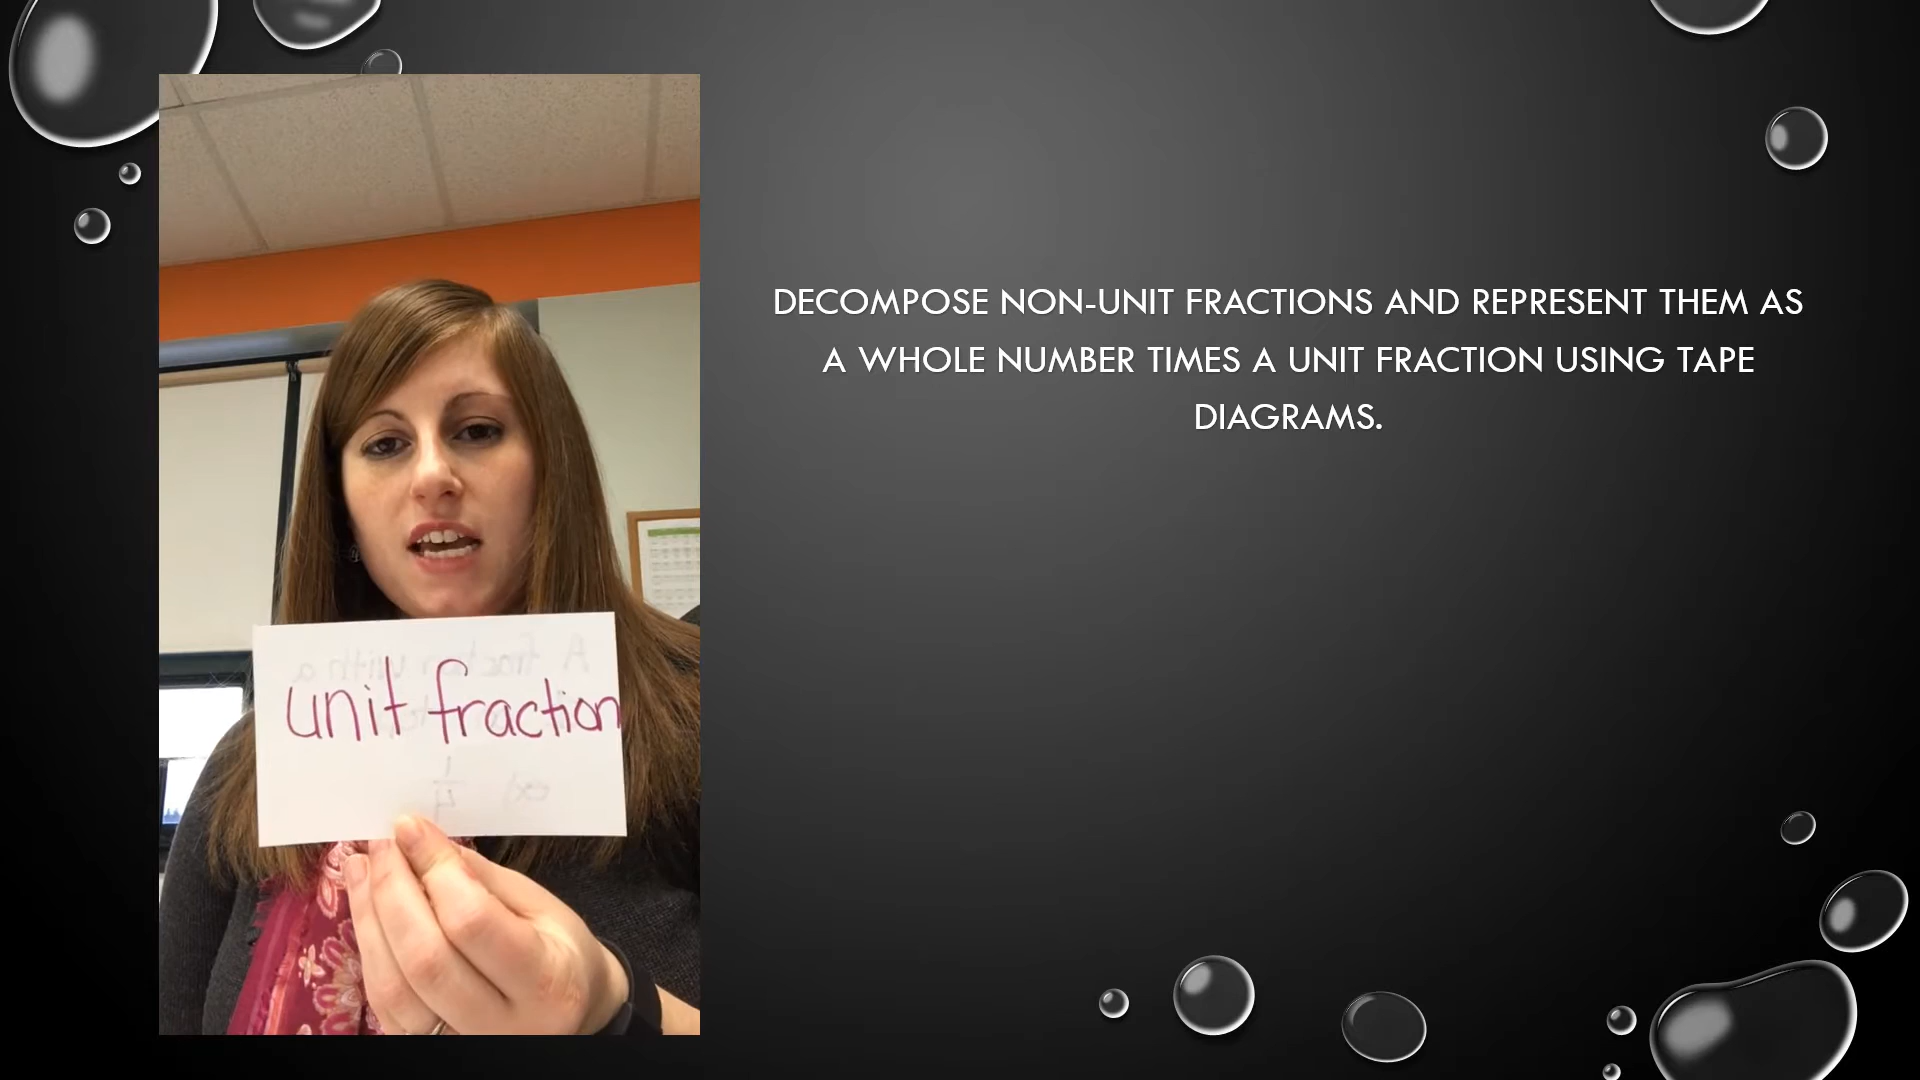 DECOMPOSE NON-UNIT FRACTIONS AND REPRESENT THEM AS
A WHOLE NUMBER TIMES A UNIT FRACTION USING TAPE
DIAGRAMS.
unit fraction